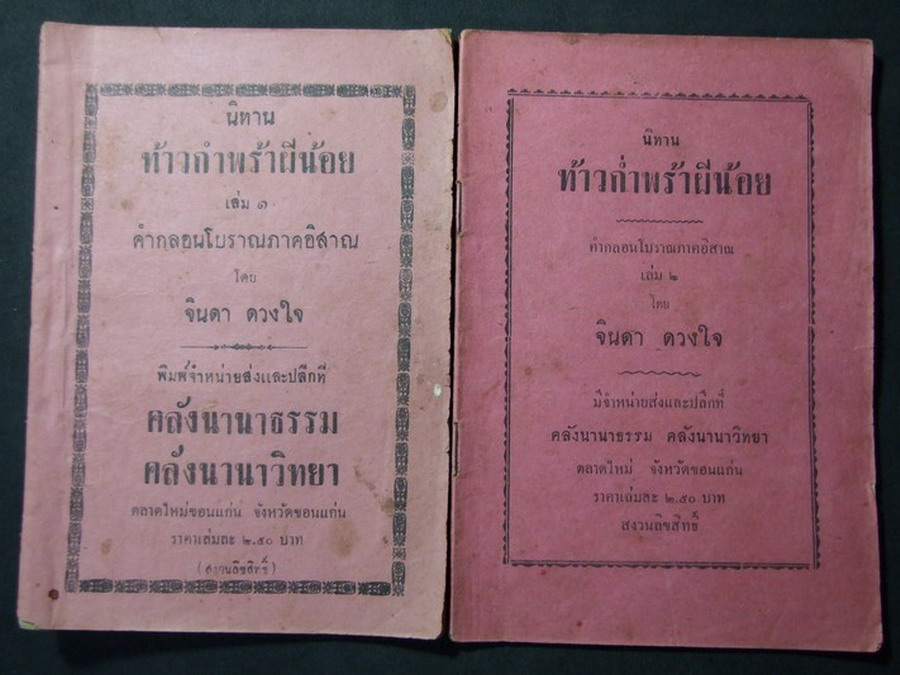 นิทาน
ท้าวกำพร้าผีน้อย
เล่ม ๑
คำกลอนโบราณภาคอิสาณ
โดย
จินดา ดวงใจ
พิมพ์จำหน่ายส่งและปลีกที่
คลังนานาธรรม
คลังนานาวิทยา
ตลาดใหม่ขอนแก่น จังหวัดขอนแก่น
ราคาเล่มละ ๒.๕๐ บาท
(สงวนลิขสิทธิ์)
นิทาน
ท้าวกำพร้าผีน้อย
คำกลอนโบราณภาคอิสาณ
เล่ม ๒
โดย
จินดา ดวงใจ
มีจำหน่ายส่งและปลีกที่
คลังนานาธรรม คลังนานาวิทยา
ตลาดใหม่ จังหวัดขอนแก่น
ราคาเล่มละ ๒.๕๐ บาท
สงวนลิขสิทธิ์